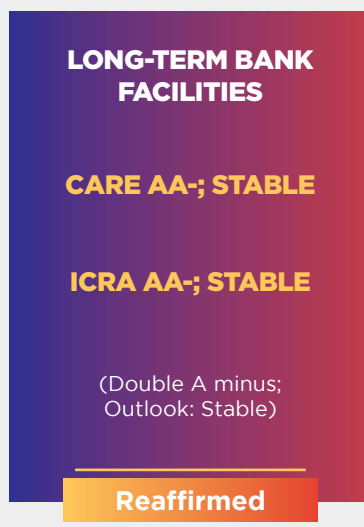 LONG-TERM BANK
FACILITIES
CARE AA-; STABLE
ICRA AA-; STABLE
(Double A minus;
Outlook: Stable)
Reaffirmed